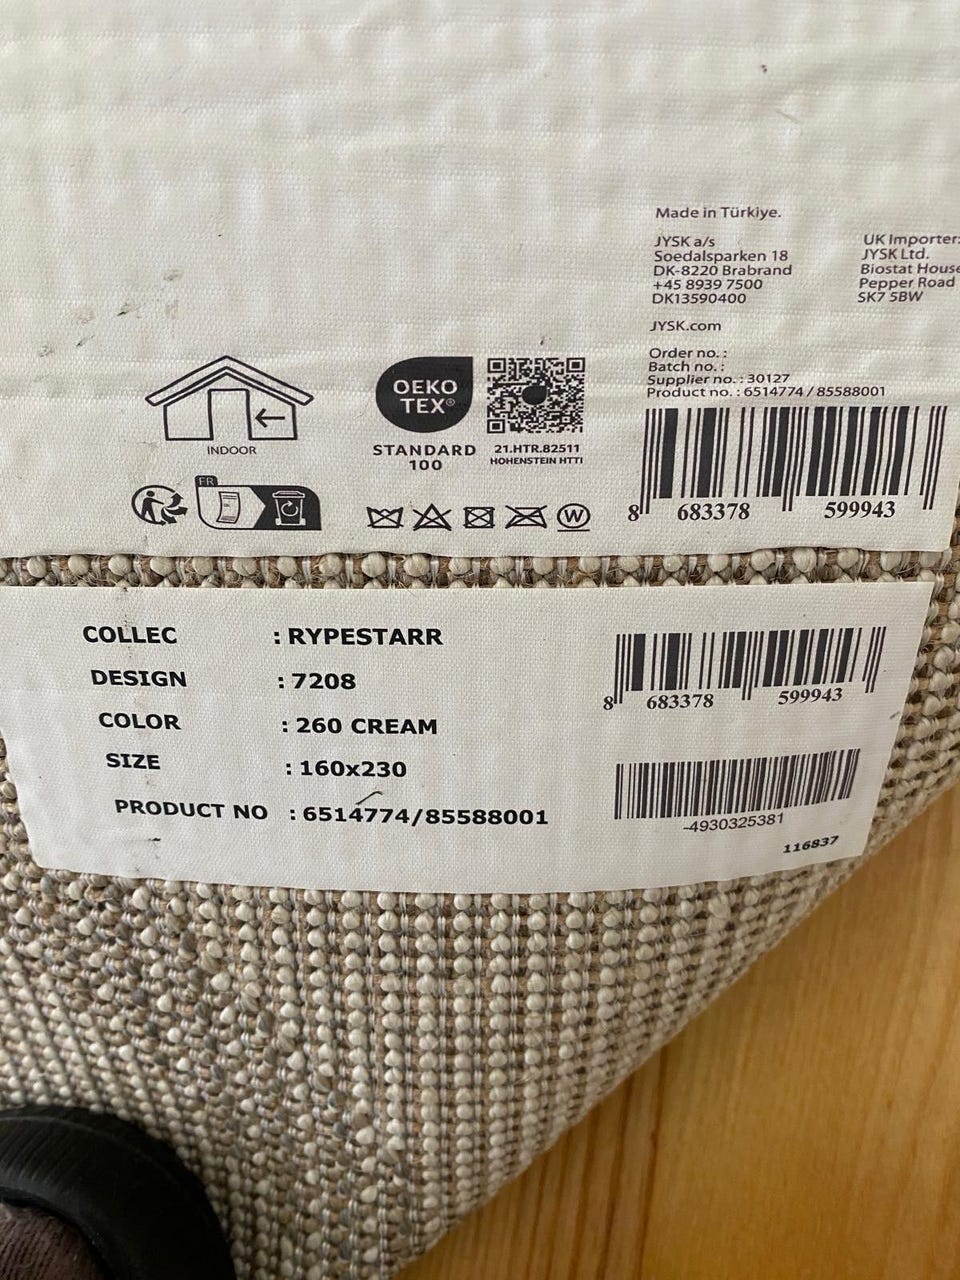 Made in Türkiye.
JYSK a/s
Soedalsparken 18
DK-8220 Brabrand
+45 8939 7500
DK13590400
JYSK.com
UK Importer:
JYSK Ltd.
Biostat House
Pepper Road
SK7 5BW
Order no. :
Batch no. :
Supplier no. : 30127
Product no. : 6514774 / 85588001
8 683378 599943
INDOOR
OEKO
TEX®
STANDARD
100
21.HTR.82511
HOHENSTEIN HTTI
FR
W
COLLEC : RYPESTARR
DESIGN : 7208
COLOR : 260 CREAM
SIZE : 160x230
PRODUCT NO : 6514774/85588001
8 683378 599943
-4930325381
116837